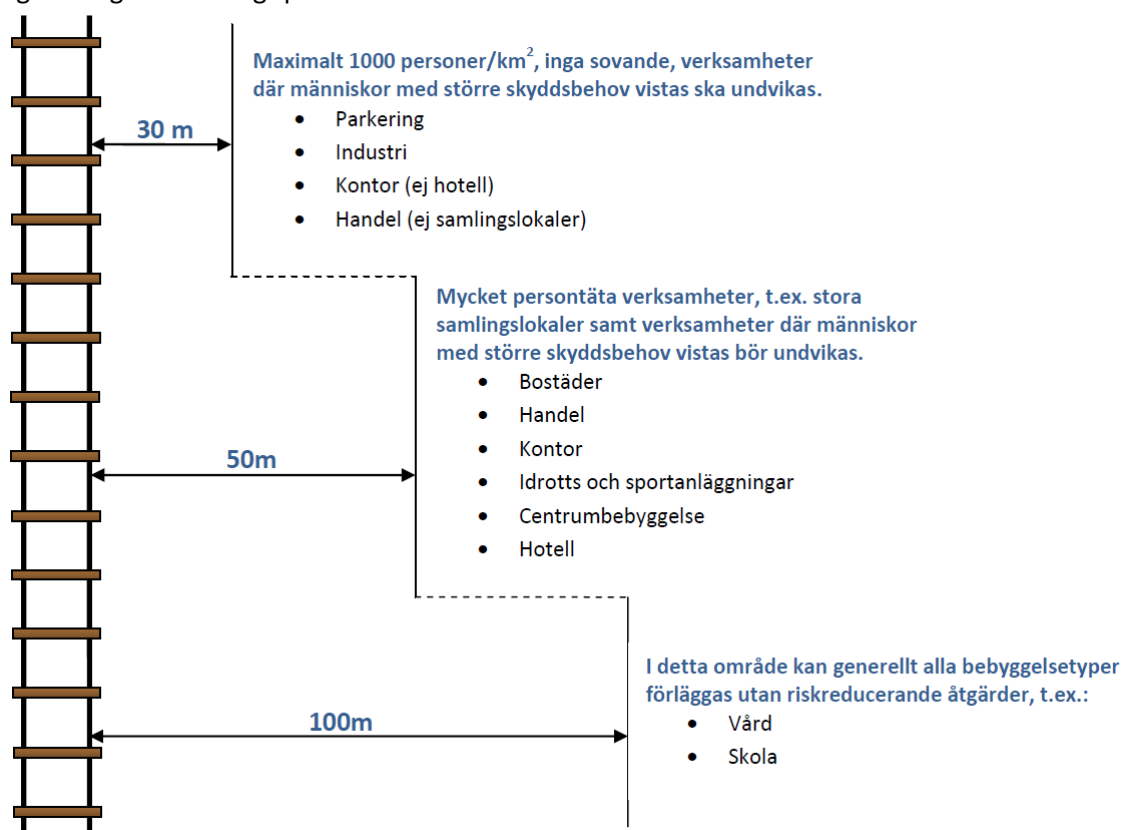 Maximalt 1000 personer/km², inga sovande, verksamheter
där människor med större skyddsbehov vistas ska undvikas.
30 m
• Parkering
• Industri
• Kontor (ej hotell)
• Handel (ej samlingslokaler)
Mycket persontäta verksamheter, t.ex. stora
samlingslokaler samt verksamheter där människor
med större skyddsbehov vistas bör undvikas.
• Bostäder
• Handel
• Kontor
50m
• Idrotts och sportanläggningar
• Centrumbebyggelse
• Hotell
I detta område kan generellt alla bebyggelsetyper
förläggas utan riskreducerande åtgärder, t.ex.:
100m
• Vård
• Skola